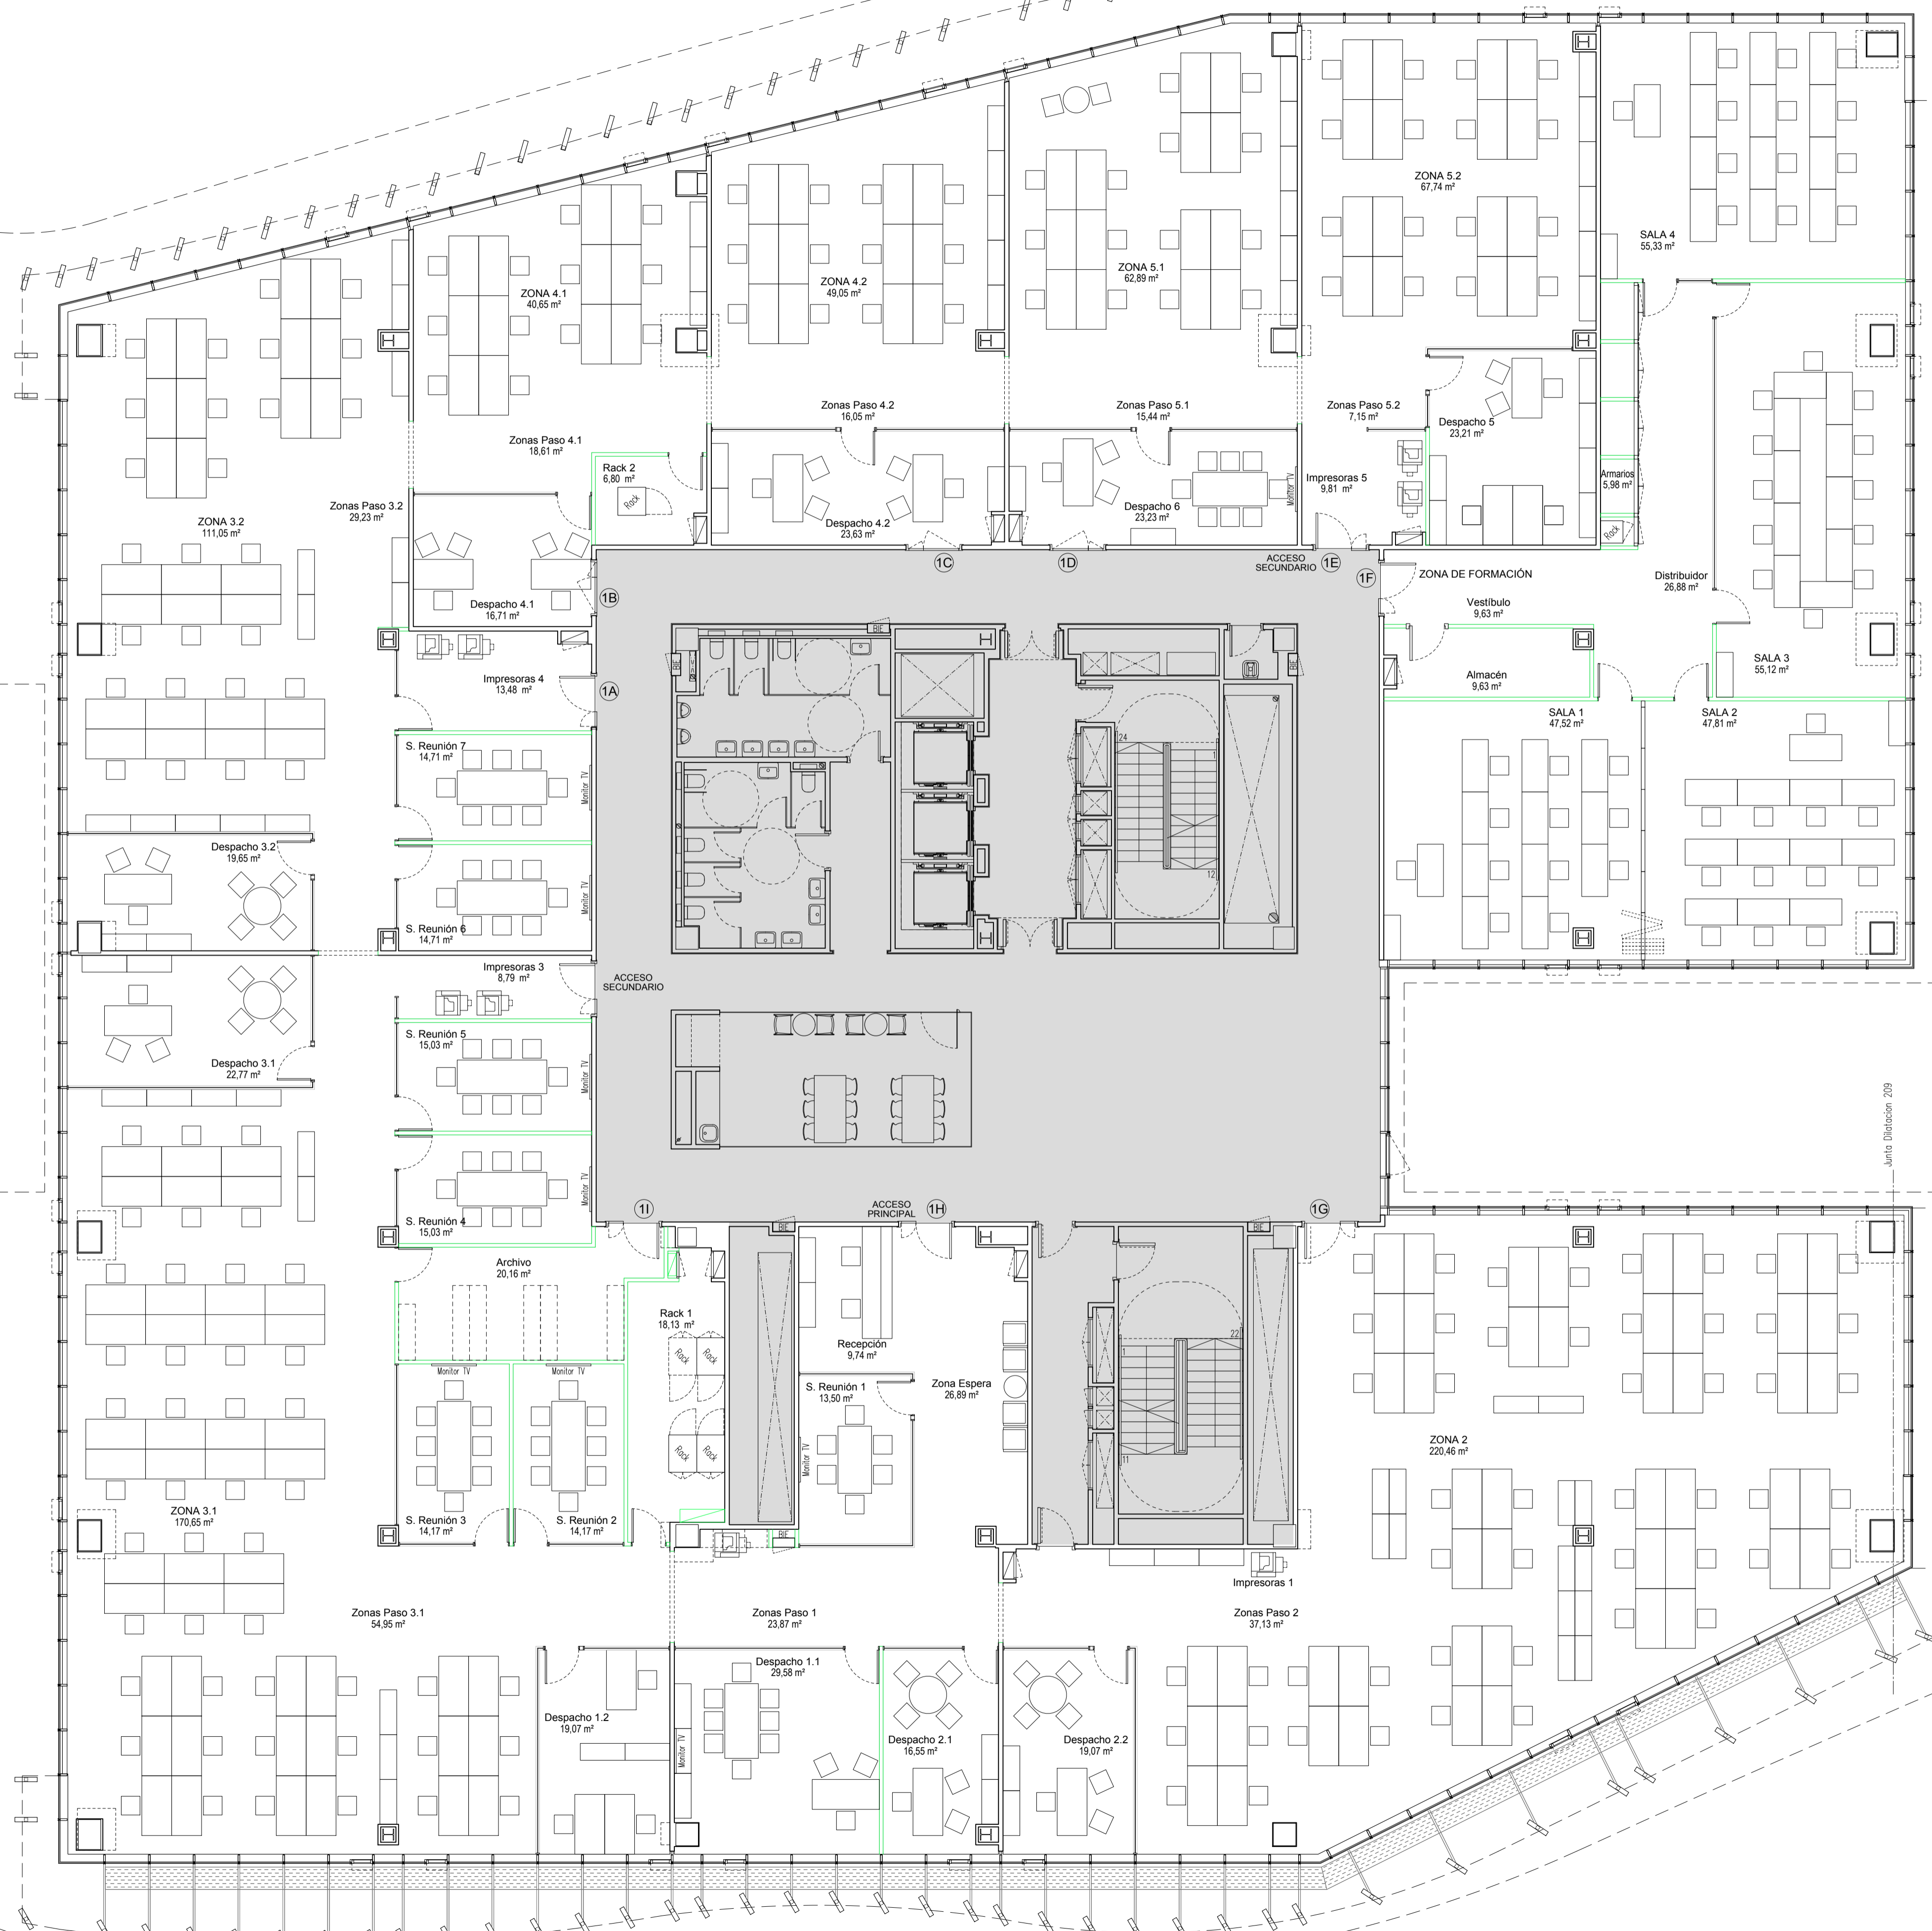 ZONA 5.2
67,74 m²
SALA 4
55,33 m²
ZONA 5.1
62,89 m²
ZONA 4.2
49,05 m²
ZONA 4.1
40,65 m²
Zonas Paso 4.2
16,05 m²
Zonas Paso 5.1
15,44 m²
Zonas Paso 5.2
7,15 m²
Despacho 5
23,21 m²
Zonas Paso 4.1
18,61 m²
Rack 2
6,80 m²
Rack
Monitor TV
Impresoras 5
9,81 m²
Armarios
5,98 m²
Rack
Zonas Paso 3.2
29,23 m²
ZONA 3.2
111,05 m²
Despacho 4.2
23,63 m²
Despacho 6
23,23 m²
1C
1D
ACCESO
SECUNDARIO
1E
1F
ZONA DE FORMACIÓN
Distribuidor
26,88 m²
1B
Despacho 4.1
16,71 m²
Vestíbulo
9,63 m²
BIE
BIE
BIE
SALA 3
55,12 m²
Impresoras 4
13,48 m²
1A
Almacén
9,63 m²
SALA 1
47,52 m²
SALA 2
47,81 m²
24
1
12
S. Reunión 7
14,71 m²
Monitor TV
Despacho 3.2
19,65 m²
Monitor TV
S. Reunión 6
14,71 m²
Impresoras 3
8,79 m²
ACCESO
SECUNDARIO
S. Reunión 5
15,03 m²
Monitor TV
Despacho 3.1
22,77 m²
Junta Dilatacion 209
Monitor TV
S. Reunión 4
15,03 m²
1I
ACCESO
PRINCIPAL
1H
1G
BIE
BIE
Archivo
20,16 m²
Rack 1
18,13 m²
Rack
Rack
Rack
Rack
Recepción
9,74 m²
22
1
11
Monitor TV
Monitor TV
S. Reunión 1
13,50 m²
Zona Espera
26,89 m²
Monitor TV
ZONA 2
220,46 m²
ZONA 3.1
170,65 m²
S. Reunión 3
14,17 m²
S. Reunión 2
14,17 m²
BIE
Impresoras 1
Zonas Paso 3.1
54,95 m²
Zonas Paso 1
23,87 m²
Zonas Paso 2
37,13 m²
Despacho 1.1
29,58 m²
Despacho 1.2
19,07 m²
Monitor TV
Despacho 2.1
16,55 m²
Despacho 2.2
19,07 m²